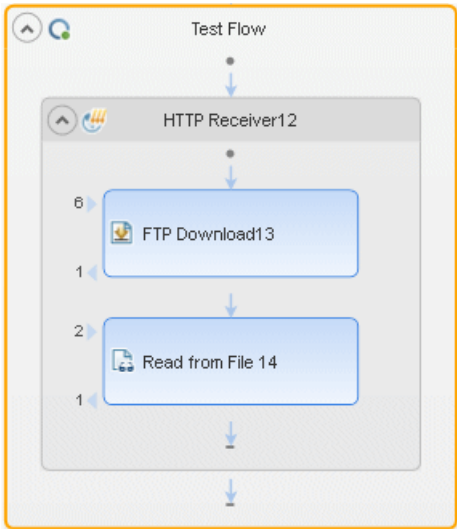 Test Flow
HTTP Receiver12
6
FTP Download13
1
2
Read from File 14
1